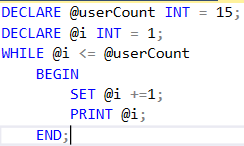 DECLARE @userCount INT = 15;
DECLARE @i INT = 1;
WHILE @i <= @userCount
    BEGIN
        SET @i +=1;
        PRINT @i;
    END;